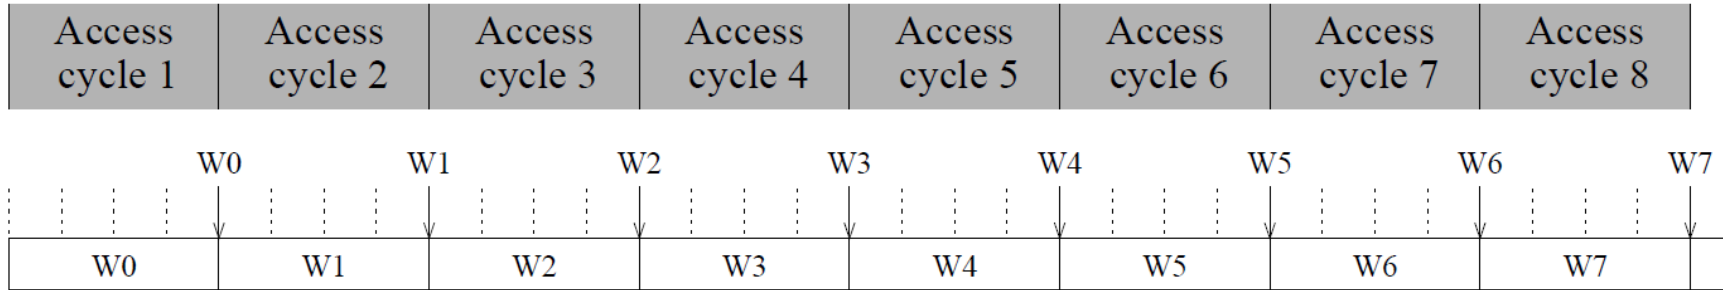 Access Access Access Access Access Access Access Access
cycle 1 cycle 2 cycle 3 cycle 4 cycle 5 cycle 6 cycle 7 cycle 8
W0 W1 W2 W3 W4 W5 W6 W7
W0 W1 W2 W3 W4 W5 W6 W7